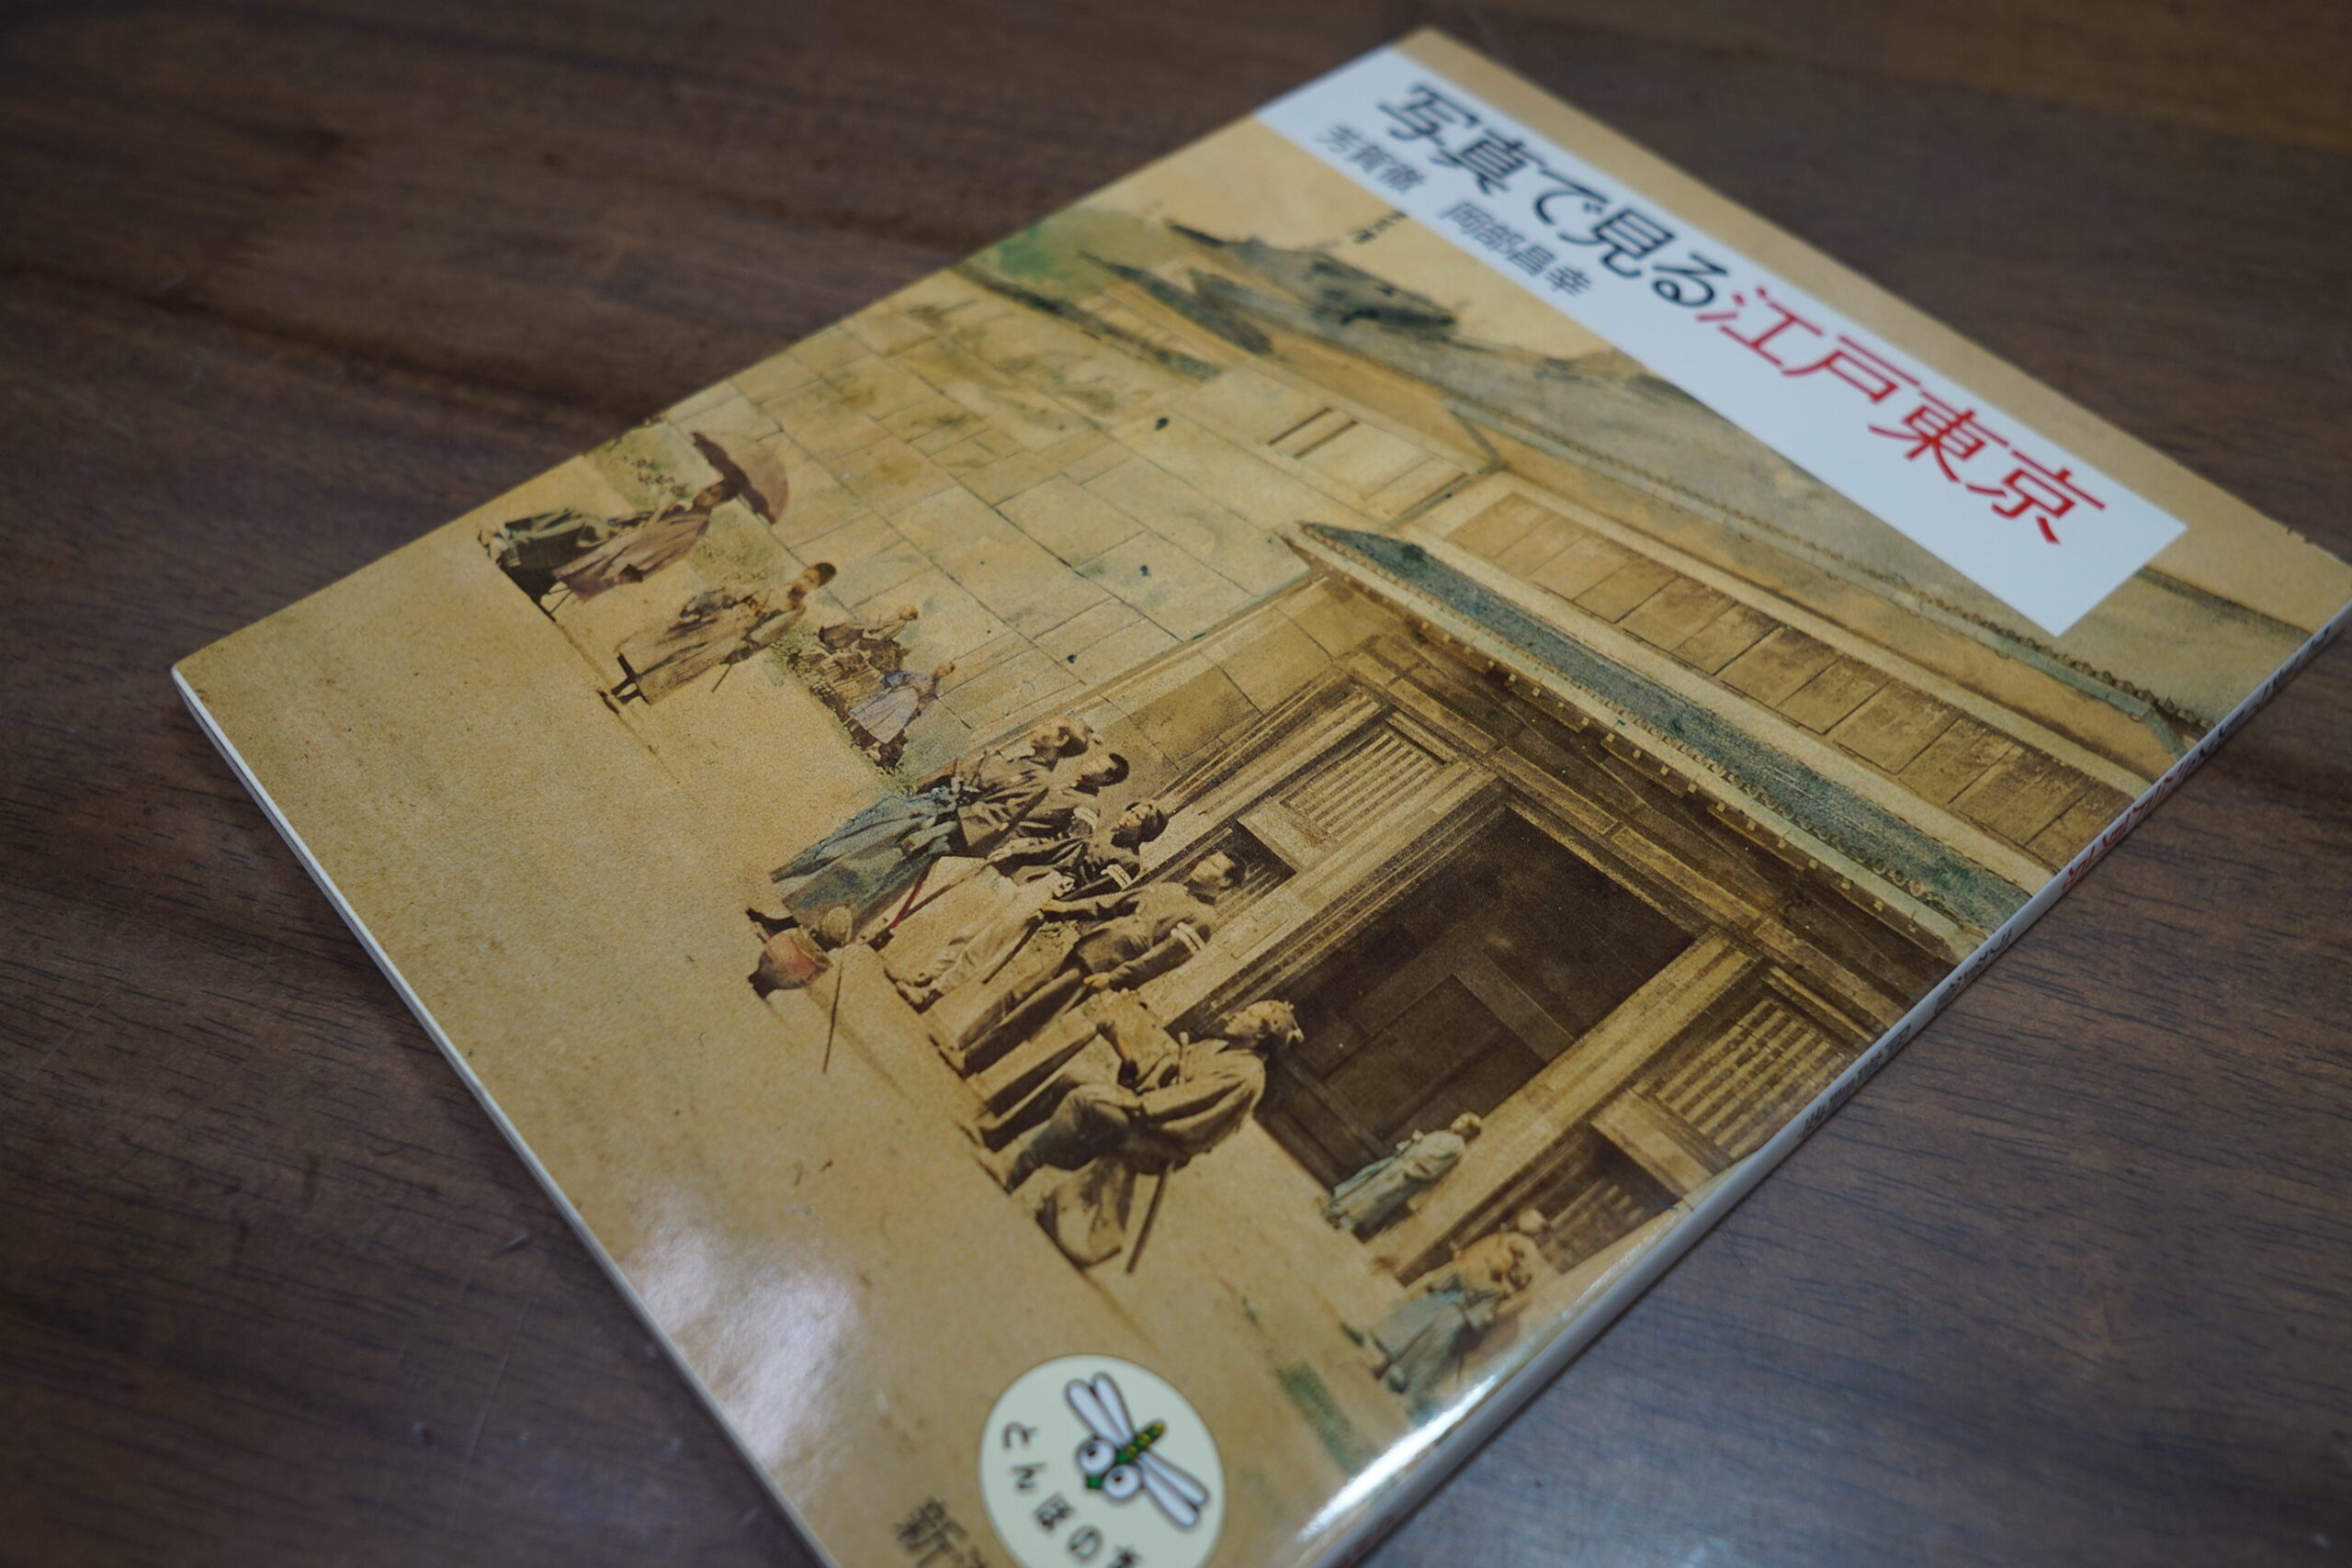 写真で見る江戸東京
芳賀徹 岡部昌幸
とんぼの
新